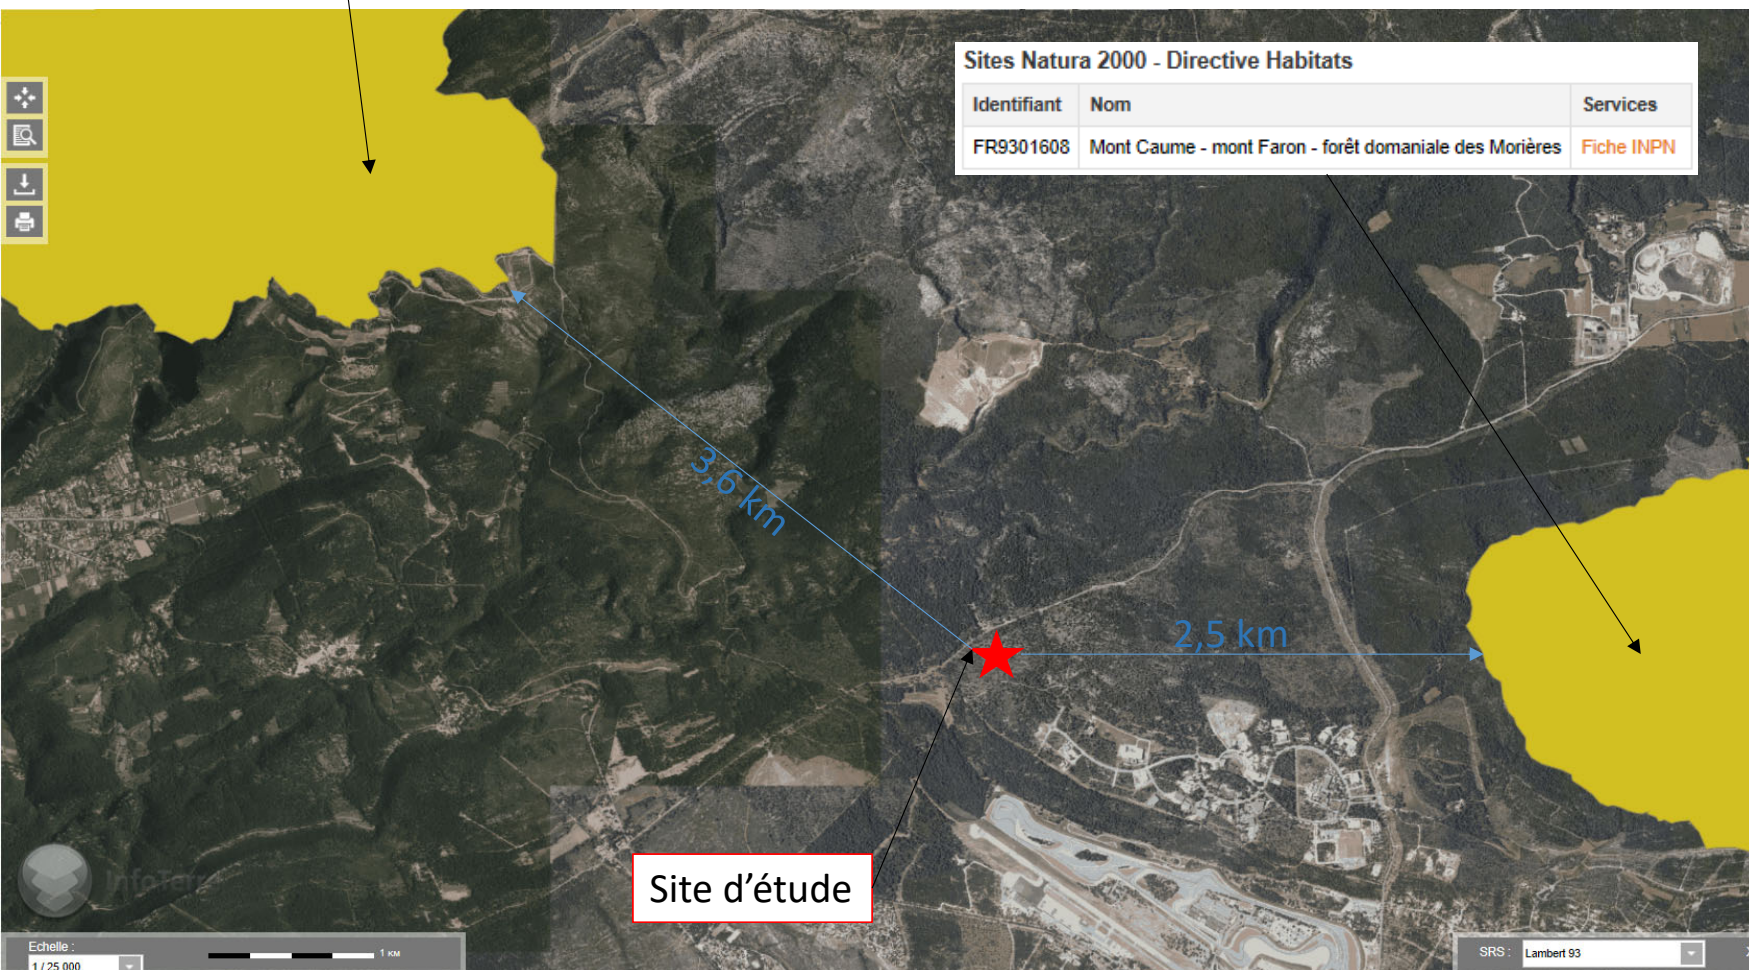 Sites Natura 2000 - Directive Habitats
Identifiant Nom Services
FR9301608 Mont Caume - mont Faron - forêt domaniale des Morières Fiche INPN
3,6 km
2,5 km
Site d’étude
InfoTerre
Echelle :
1 / 25 000
1 KM
SRS : Lambert 93